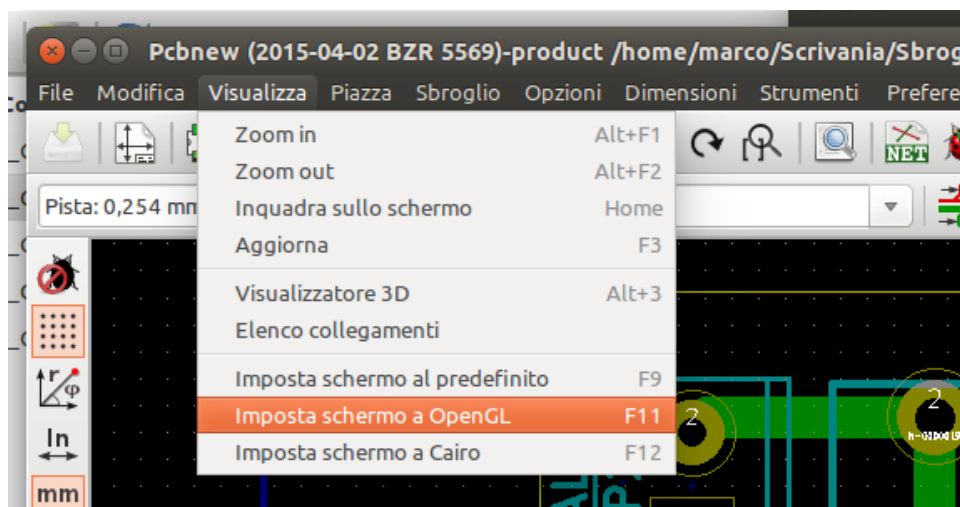 Pcbnew (2015-04-02 BZR 5569)-product /home/marco/Scrivania/Sbrog
File Modifica Visualizza Piazza Sbroglio Opzioni Dimensioni Strumenti Prefere
Zoom in Alt+F1
Zoom out Alt+F2
NET
Pista: 0,254 mm
Inquadra sullo schermo Home
Aggiorna F3
Visualizzatore 3D Alt+3
Elenco collegamenti
r φ
Imposta schermo al predefinito F9
Imposta schermo a OpenGL F11
2
2
In
Imposta schermo a Cairo F12
mm